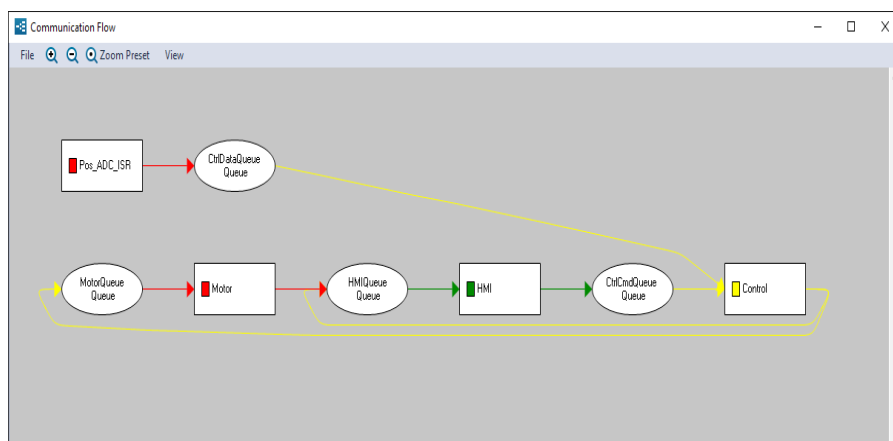 Communication Flow
File Zoom Preset View
Pos_ADC_ISR
CtrlDataQueue
Queue
MotorQueue
Queue
Motor
HMIQueue
Queue
HMI
CtrlCmdQueue
Queue
Control